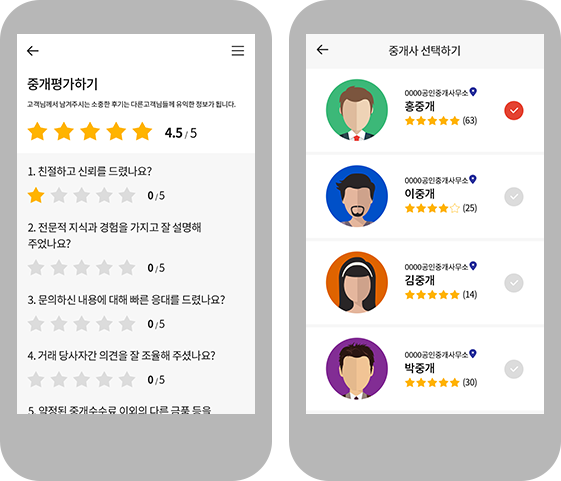 중개평가하기
고객님께서 남겨주시는 소중한 후기는 다른고객님들께 유익한 정보가 됩니다.
4.5 / 5
1. 친절하고 신뢰를 드렸나요?
0/5
2. 전문적 지식과 경험을 가지고 잘 설명해
주었나요?
0/5
3. 문의하신 내용에 대해 빠른 응대를 드렸나요?
0/5
4. 거래 당사자간 의견을 잘 조율해 주셨나요?
0/5
5. 약정된 중개수수료 이외의 다른 금품 등을
중개사 선택하기
0000공인중개사무소
홍중개
(63)
0000공인중개사무소
이중개
(25)
0000공인중개사무소
김중개
(14)
0000공인중개사무소
박중개
(30)